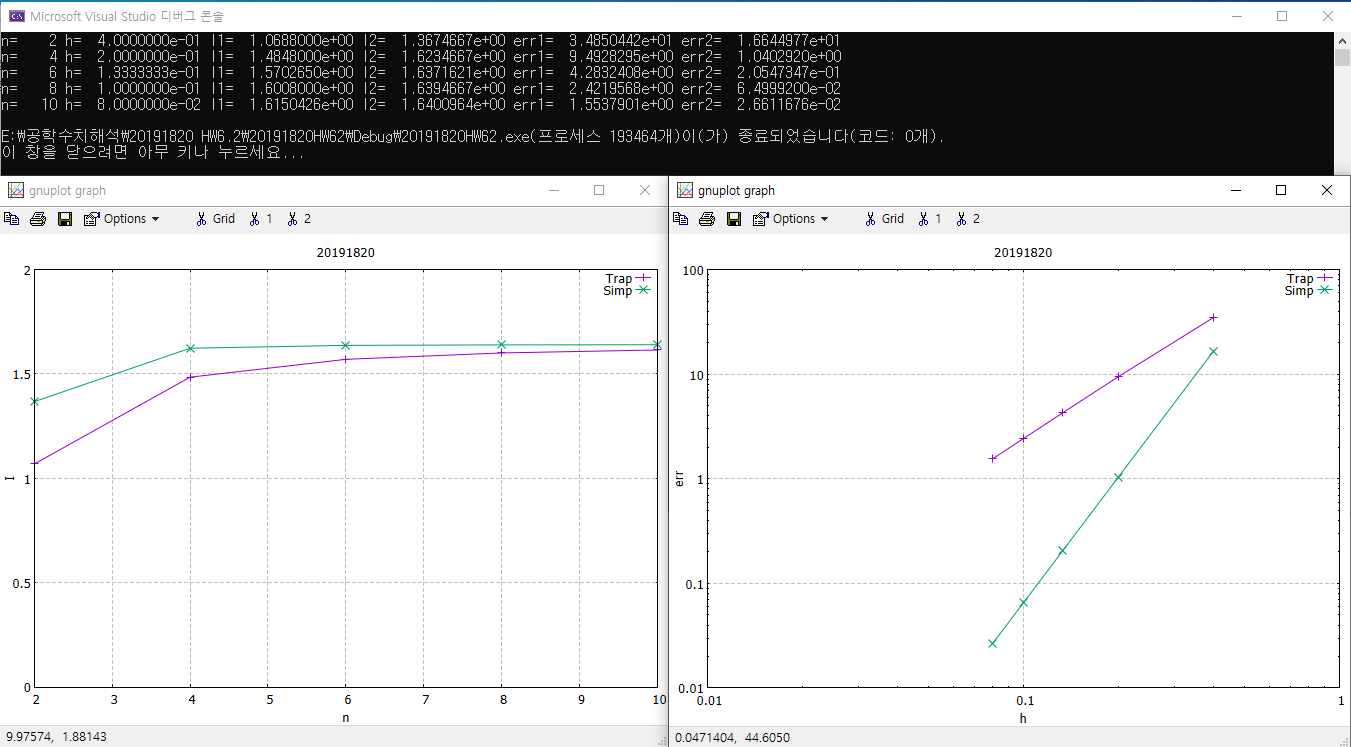 Microsoft Visual Studio 디버그 콘솔
n=    2 h=  4.0000000e-01 I1=  1.0688000e+00 I2=  1.3674667e+00 err1=  3.4850442e+01 err2=  1.6644977e+01
n=    4 h=  2.0000000e-01 I1=  1.4848000e+00 I2=  1.6234667e+00 err1=  9.4928295e+00 err2=  1.0402920e+00
n=    6 h=  1.3333333e-01 I1=  1.5702650e+00 I2=  1.6371621e+00 err1=  4.2832408e+00 err2=  2.0547347e-01
n=    8 h=  1.0000000e-01 I1=  1.6008000e+00 I2=  1.6394667e+00 err1=  2.4219568e+00 err2=  6.4999200e-02
n=   10 h=  8.0000000e-02 I1=  1.6150426e+00 I2=  1.6400964e+00 err1=  1.5537901e+00 err2=  2.6611676e-02
E:₩공학수치해석₩20191820 HW6.2₩20191820HW62₩Debug₩20191820HW62.exe(프로세스 193464개)이(가) 종료되었습니다(코드: 0개).
이 창을 닫으려면 아무 키나 누르세요...
gnuplot graph
Options Grid 1 2
20191820
Trap
Simp
2
1.5
1
0.5
0
I
2 3 4 5 6 7 8 9 10
n
9.97574, 1.88143
gnuplot graph
Options Grid 1 2
20191820
Trap
Simp
100
10
1
0.1
0.01
err
0.01 0.1 1
h
0.0471404, 44.6050